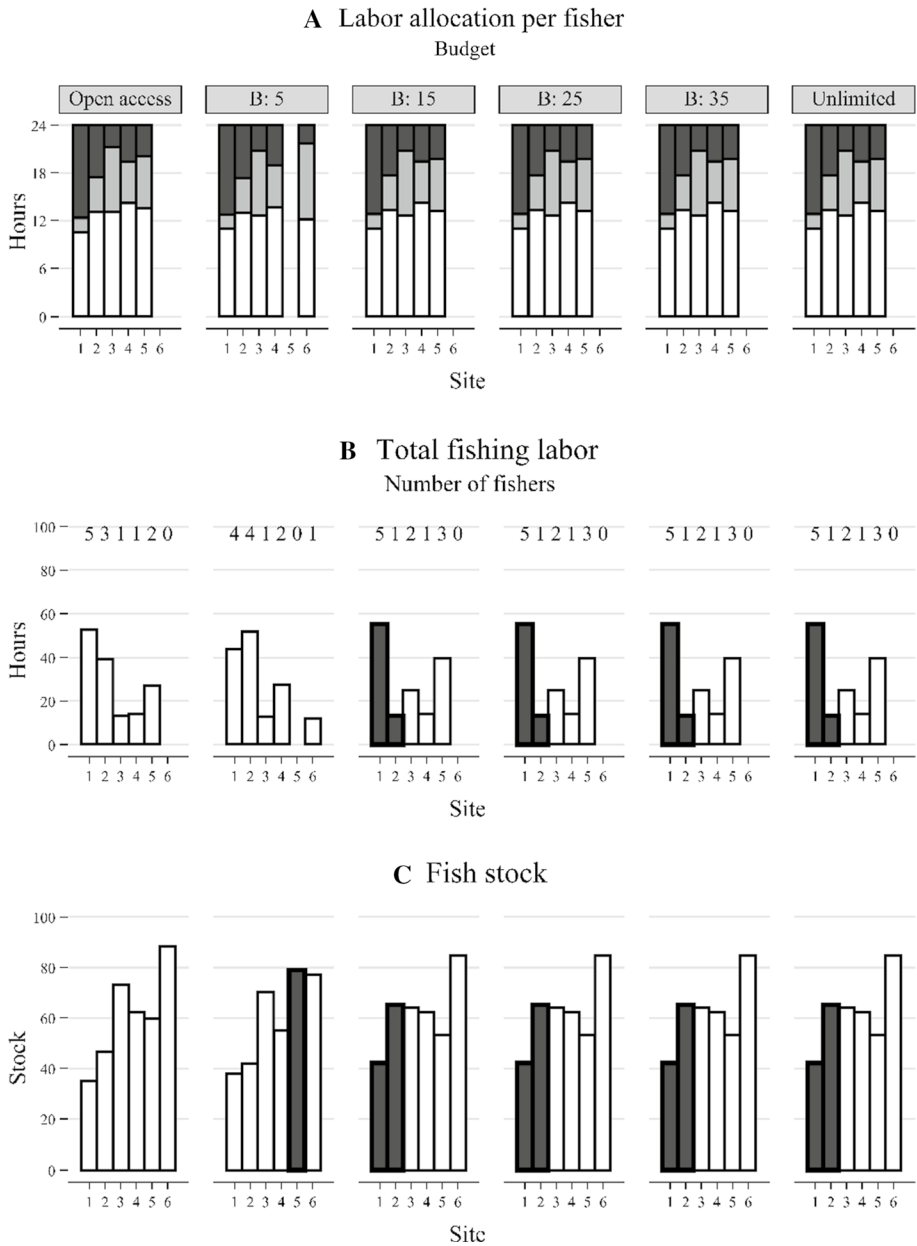 A Labor allocation per fisher
Budget
Open access B: 5 B: 15 B: 25 B: 35 Unlimited
24
18
12
6
0
Hours
1 2 3 4 5 6 1 2 3 4 5 6 1 2 3 4 5 6 1 2 3 4 5 6 1 2 3 4 5 6 1 2 3 4 5 6
Site
B Total fishing labor
Number of fishers
100
5 3 1 1 2 0 4 4 1 2 0 1 5 1 2 1 3 0 5 1 2 1 3 0 5 1 2 1 3 0 5 1 2 1 3 0
80
60
40
20
0
Hours
1 2 3 4 5 6 1 2 3 4 5 6 1 2 3 4 5 6 1 2 3 4 5 6 1 2 3 4 5 6 1 2 3 4 5 6
Site
C Fish stock
100
80
60
40
20
0
Stock
1 2 3 4 5 6 1 2 3 4 5 6 1 2 3 4 5 6 1 2 3 4 5 6 1 2 3 4 5 6 1 2 3 4 5 6
Site